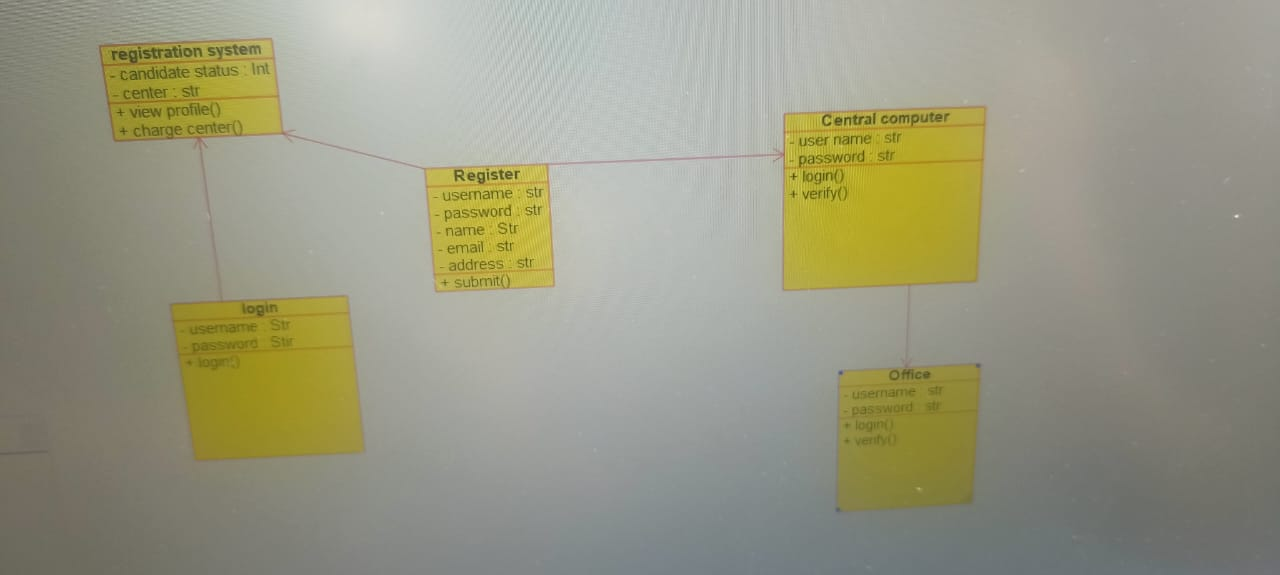 registration system
- candidate status : Int
- center : str
+ view profile()
+ charge center()
Register
- username : str
- password : str
- name : Str
- email : str
- address : str
+ submit()
Central computer
- user name : str
- password : str
+ login()
+ verify()
login
- username : Str
- password : Stir
+ login()
Office
- username : str
- password : str
+ login()
+ verify()